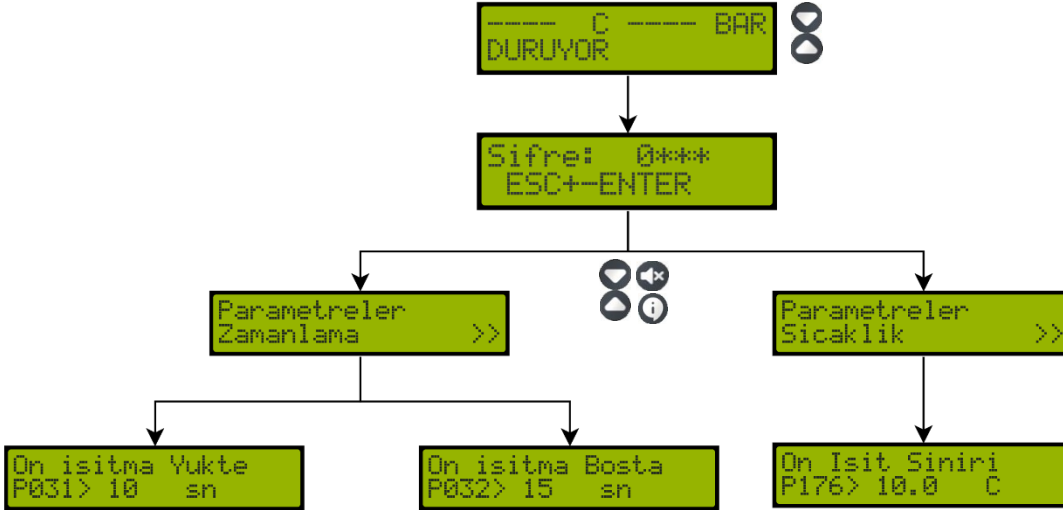 ---- C ---- BAR
DURUYOR
Sifre: 0***
ESC+-ENTER
Parametreler
Zamanlama >>
Parametreler
Sicaklik >>
On isitma Yukte
P031> 10 sn
On isitma Bosta
P032> 15 sn
On Isit Siniri
P176> 10.0 C